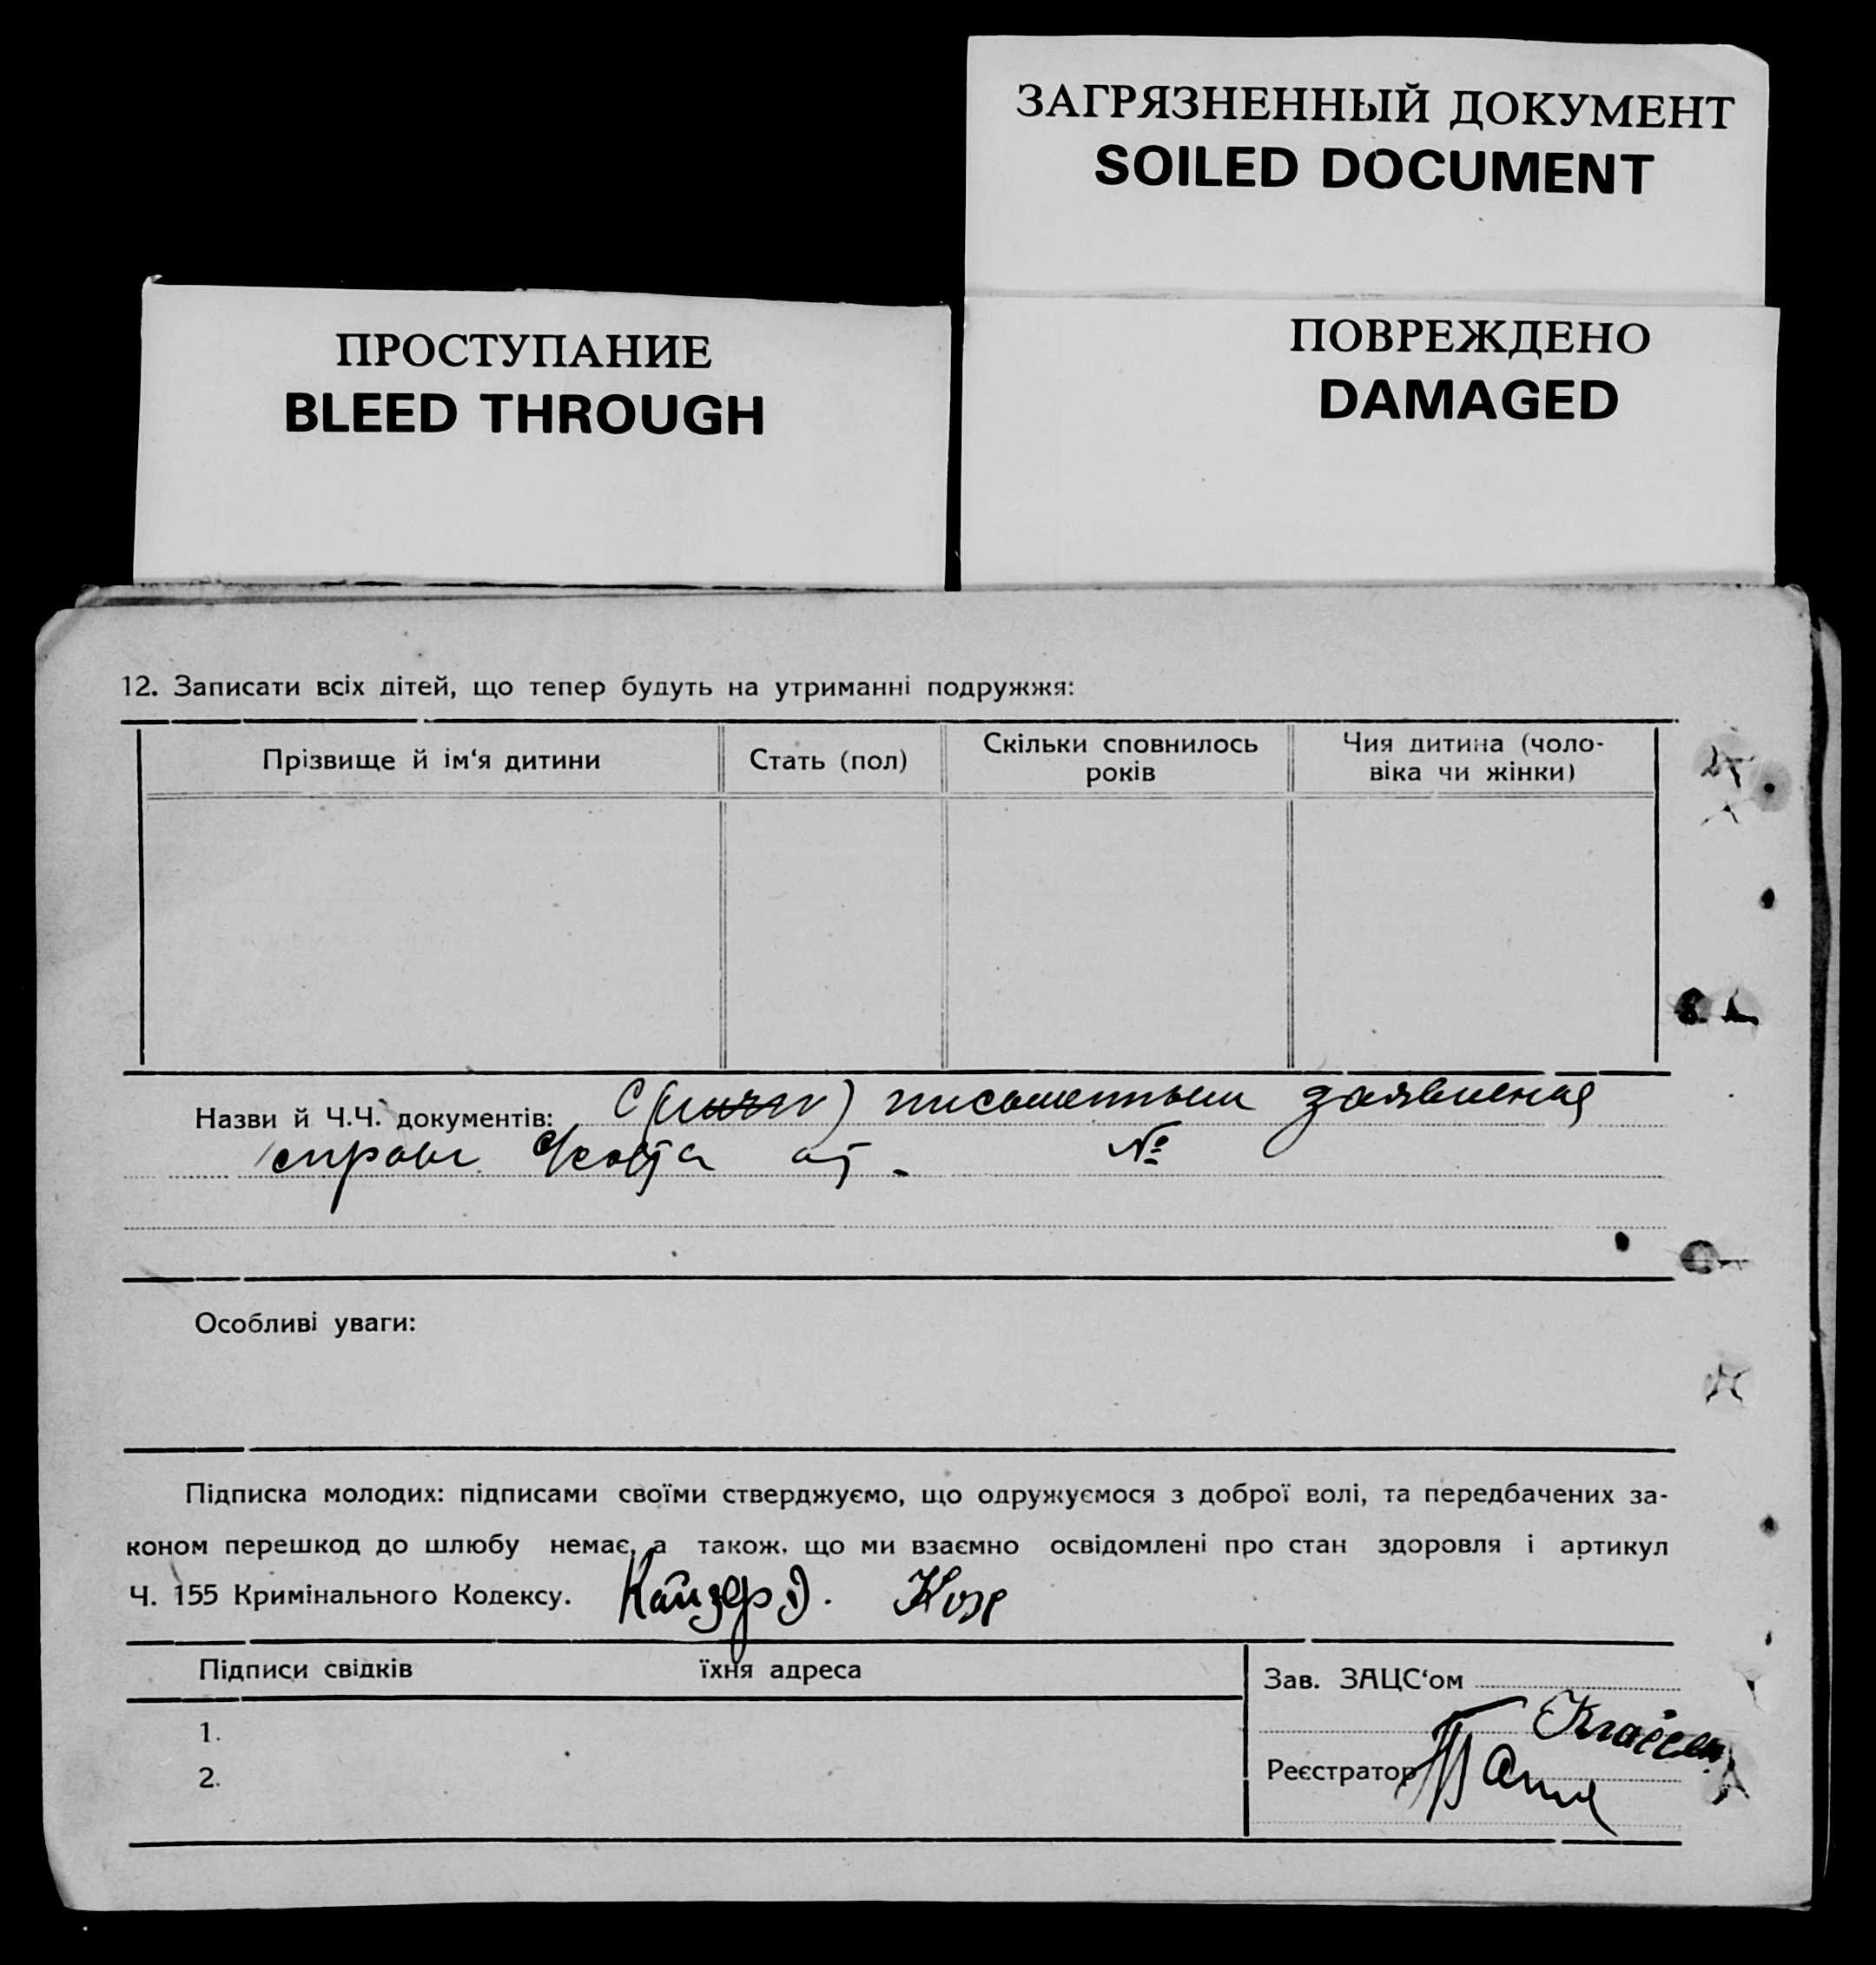 ЗАГРЯЗНЕННЫЙ ДОКУМЕНТ
SOILED DOCUMENT
ПРОСТУПАНИЕ
BLEED THROUGH
ПОВРЕЖДЕНО
DAMAGED
12. Записати всіх дітей, що тепер будуть на утриманні подружжя:
Прізвище й ім'я дитини
Стать (пол)
Скільки сповнилось
років
Чия дитина (чоло-
віка чи жінки)
Назви й Ч.Ч. документів:
№
Особливі уваги:
Підписка молодих: підписами своїми стверджуємо, що одружуємося з доброї волі, та передбачених за-
коном перешкод до шлюбу немає, а також, що ми взаємно освідомлені про стан здоровля і артикул
Ч. 155 Кримінального Кодексу. Кайзер
Підписи свідків їхня адреса
1.
2.
Зав. ЗАЦС'ом
Реєстратор